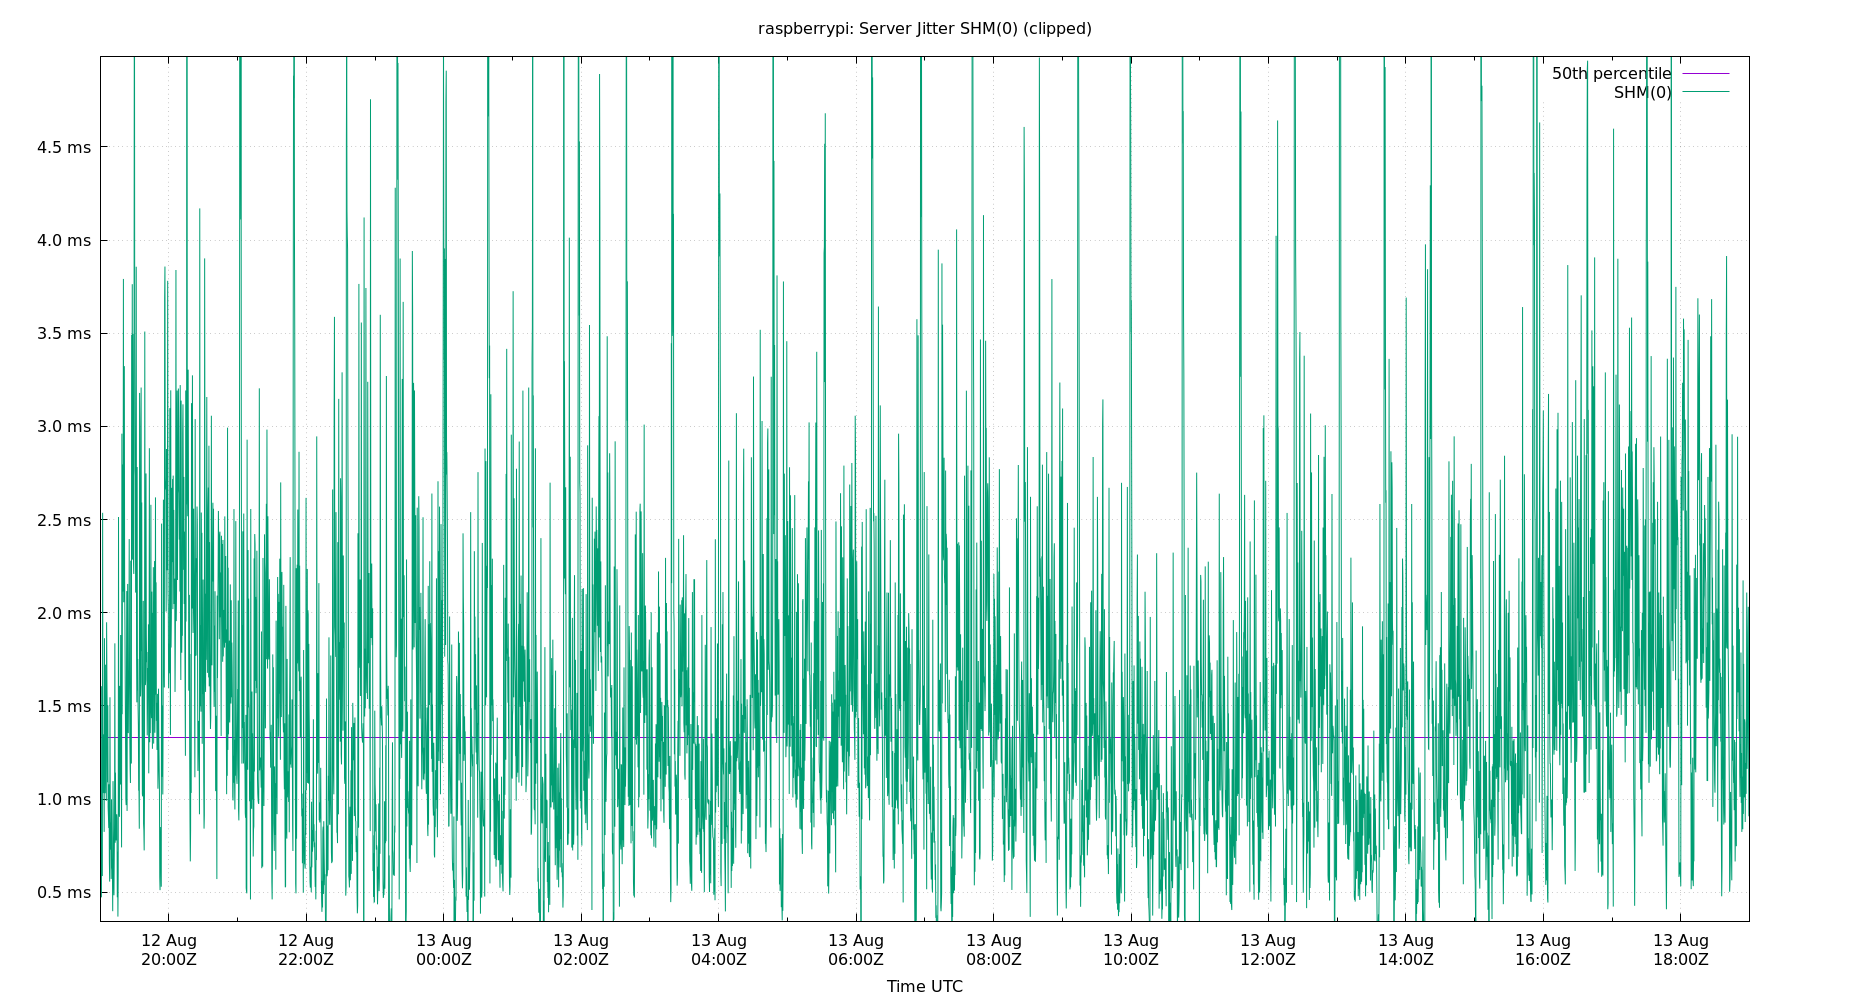 raspberrypi: Server Jitter SHM(0) (clipped)
50th percentile
SHM(0)
4.5 ms
4.0 ms
3.5 ms
3.0 ms
2.5 ms
2.0 ms
1.5 ms
1.0 ms
0.5 ms
12 Aug 12 Aug 13 Aug 13 Aug 13 Aug 13 Aug 13 Aug 13 Aug 13 Aug 13 Aug 13 Aug 13 Aug
20:00Z 22:00Z 00:00Z 02:00Z 04:00Z 06:00Z 08:00Z 10:00Z 12:00Z 14:00Z 16:00Z 18:00Z
Time UTC